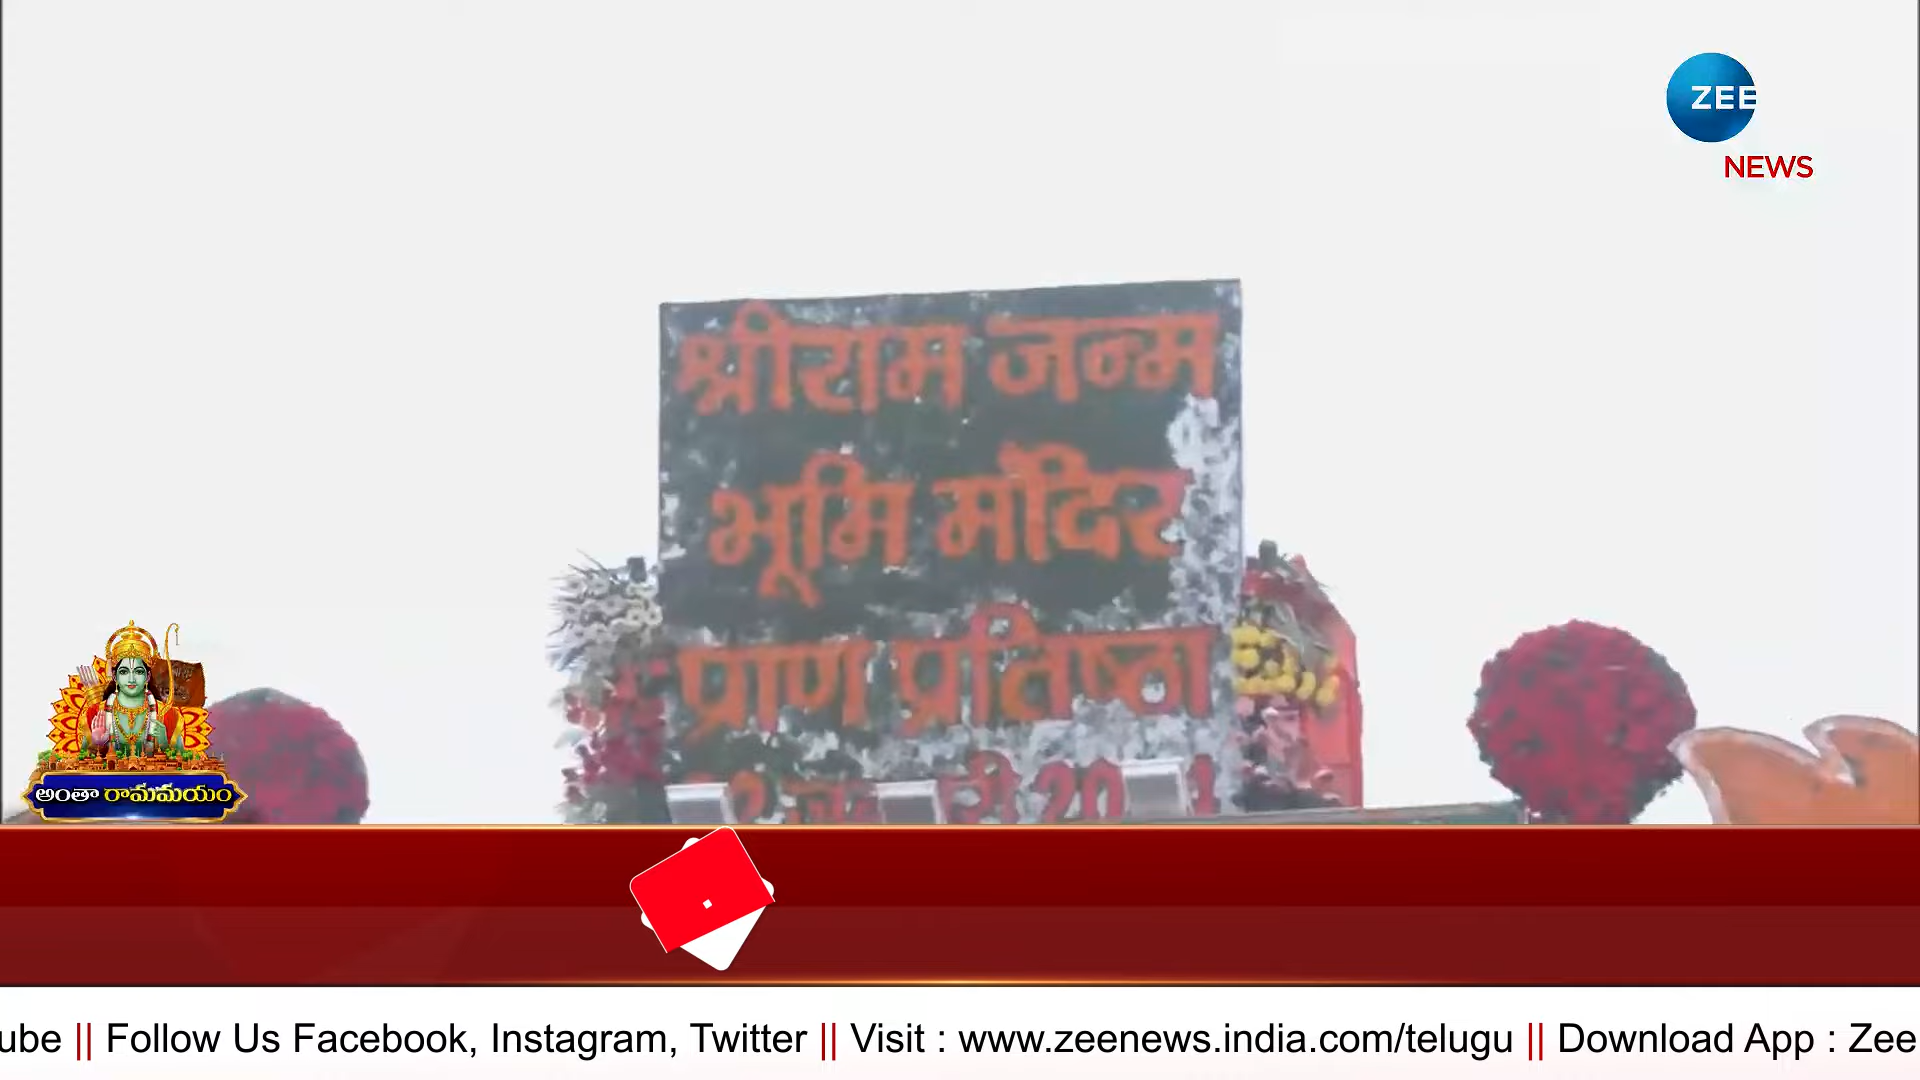 ZEE
NEWS
श्रीराम जन्म
भूमि मंदिर
प्राण प्रतिष्ठा
అంతా రామమయం
ube || Follow Us Facebook, Instagram, Twitter || Visit : www.zeenews.india.com/telugu || Download App : Zee